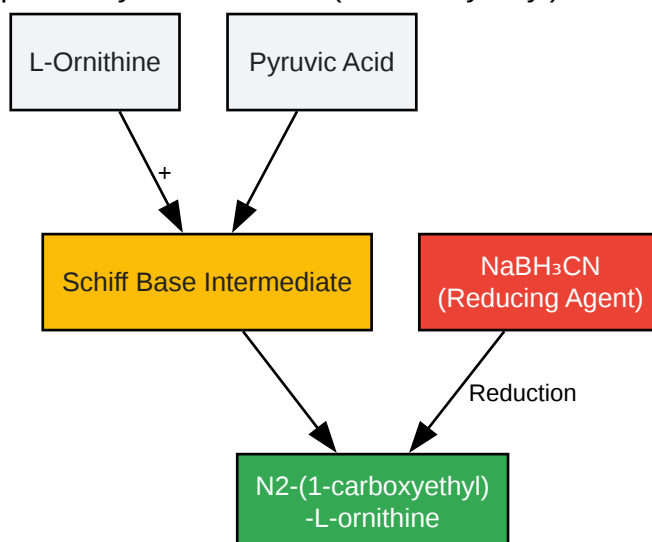 L-Ornithine
Pyruvic Acid
+
Schiff Base Intermediate
NaBH₃CN
(Reducing Agent)
Reduction
N2-(1-carboxyethyl)
-L-ornithine